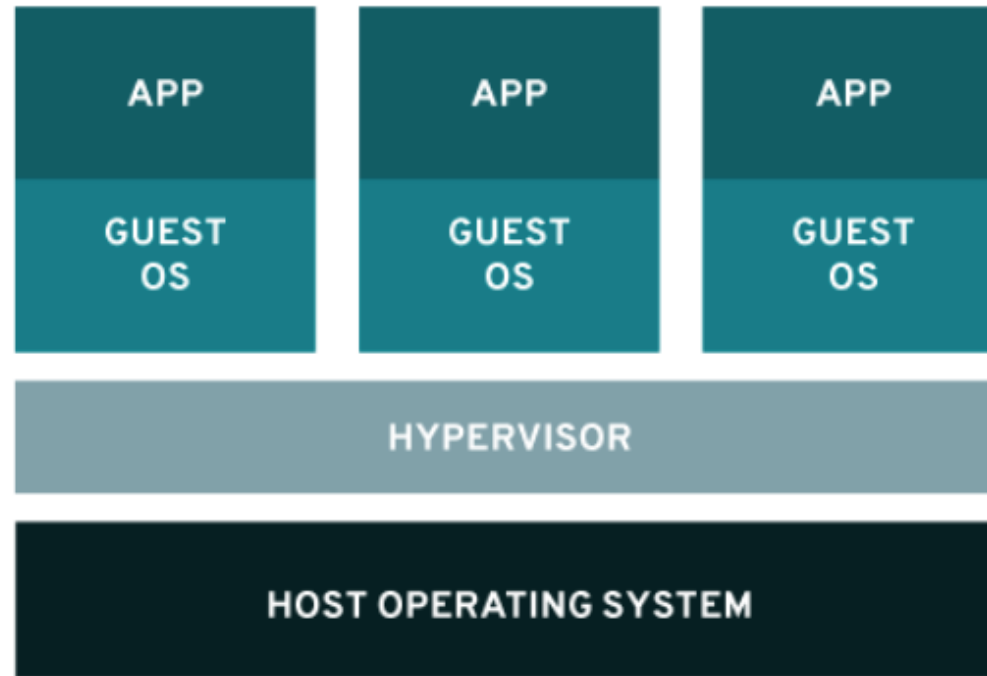 APP
APP
APP
GUEST
OS
GUEST
OS
GUEST
OS
HYPERVISOR
HOST OPERATING SYSTEM